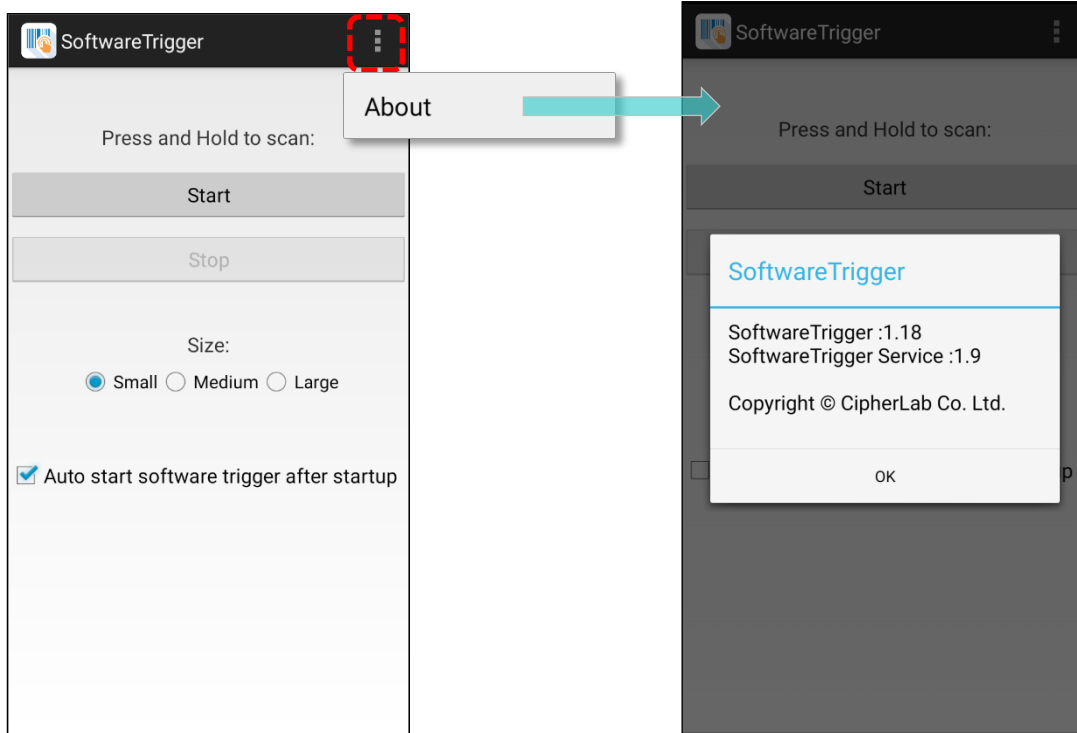 SoftwareTrigger
About
Press and Hold to scan:
Start
Stop
Size:
Small Medium Large
Auto start software trigger after startup
SoftwareTrigger
Press and Hold to scan:
Start
SoftwareTrigger
SoftwareTrigger :1.18
SoftwareTrigger Service :1.9
Copyright © CipherLab Co. Ltd.
OK
p